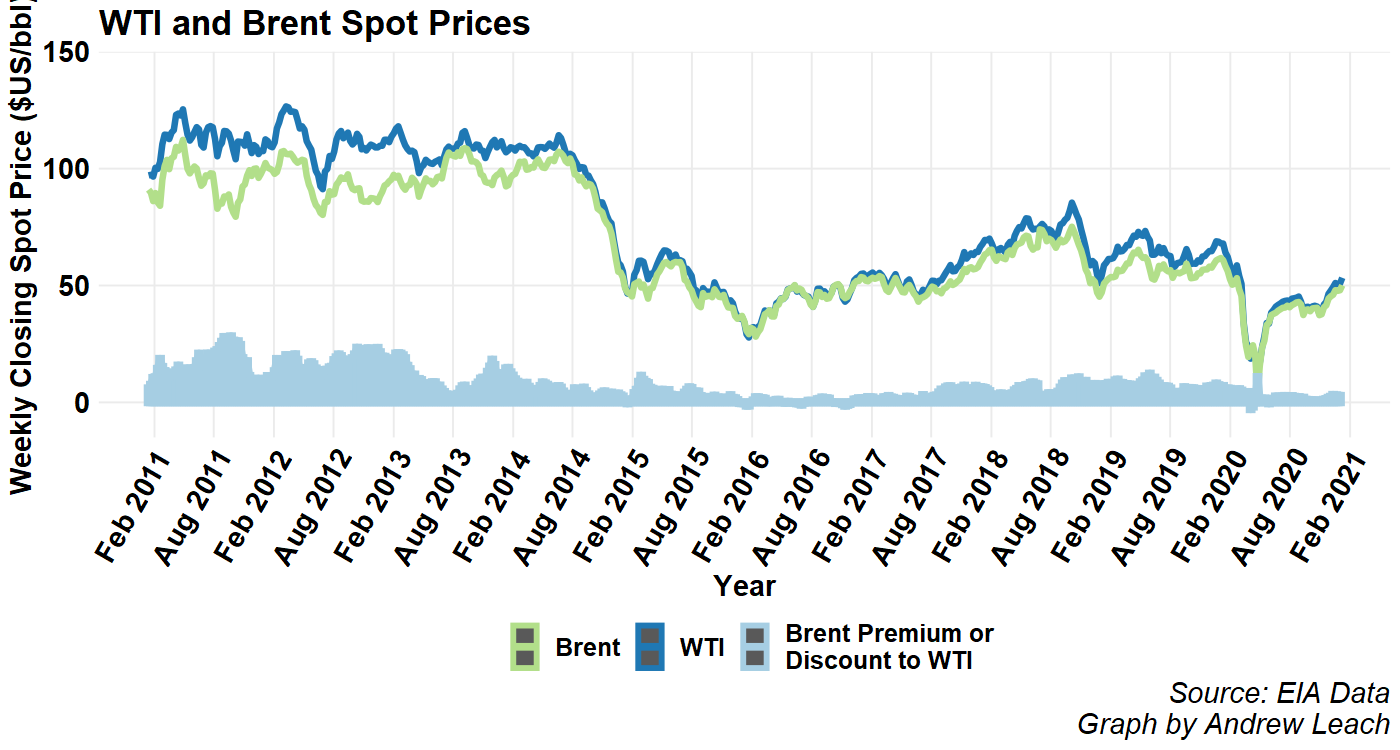 WTI and Brent Spot Prices
Weekly Closing Spot Price ($US/bbl)
150
100
50
0
Feb 2011
Aug 2011
Feb 2012
Aug 2012
Feb 2013
Aug 2013
Feb 2014
Aug 2014
Feb 2015
Aug 2015
Feb 2016
Aug 2016
Feb 2017
Aug 2017
Feb 2018
Aug 2018
Feb 2019
Aug 2019
Feb 2020
Aug 2020
Feb 2021
Year
Brent
WTI
Brent Premium or
Discount to WTI
Source: EIA Data
Graph by Andrew Leach